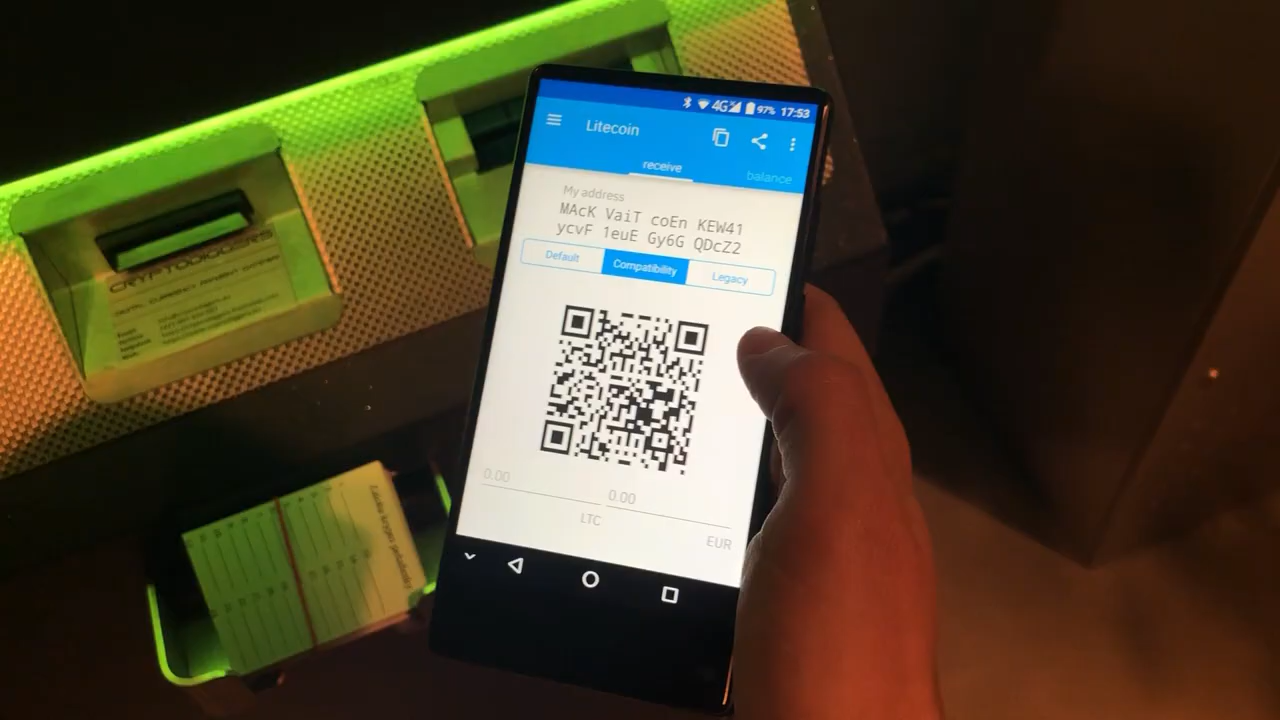 4G 97% 17:53
Litecoin
receive
balance
My address
MAcK VaiT coEn KEW41
ycvF 1euE Gy6G QDcZ2
Default Compatibility Legacy
0.00
0.00
LTC
EUR
CRYPTODIGGERS